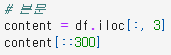 # 본문
content = df.iloc[:, 3]
content[::300]